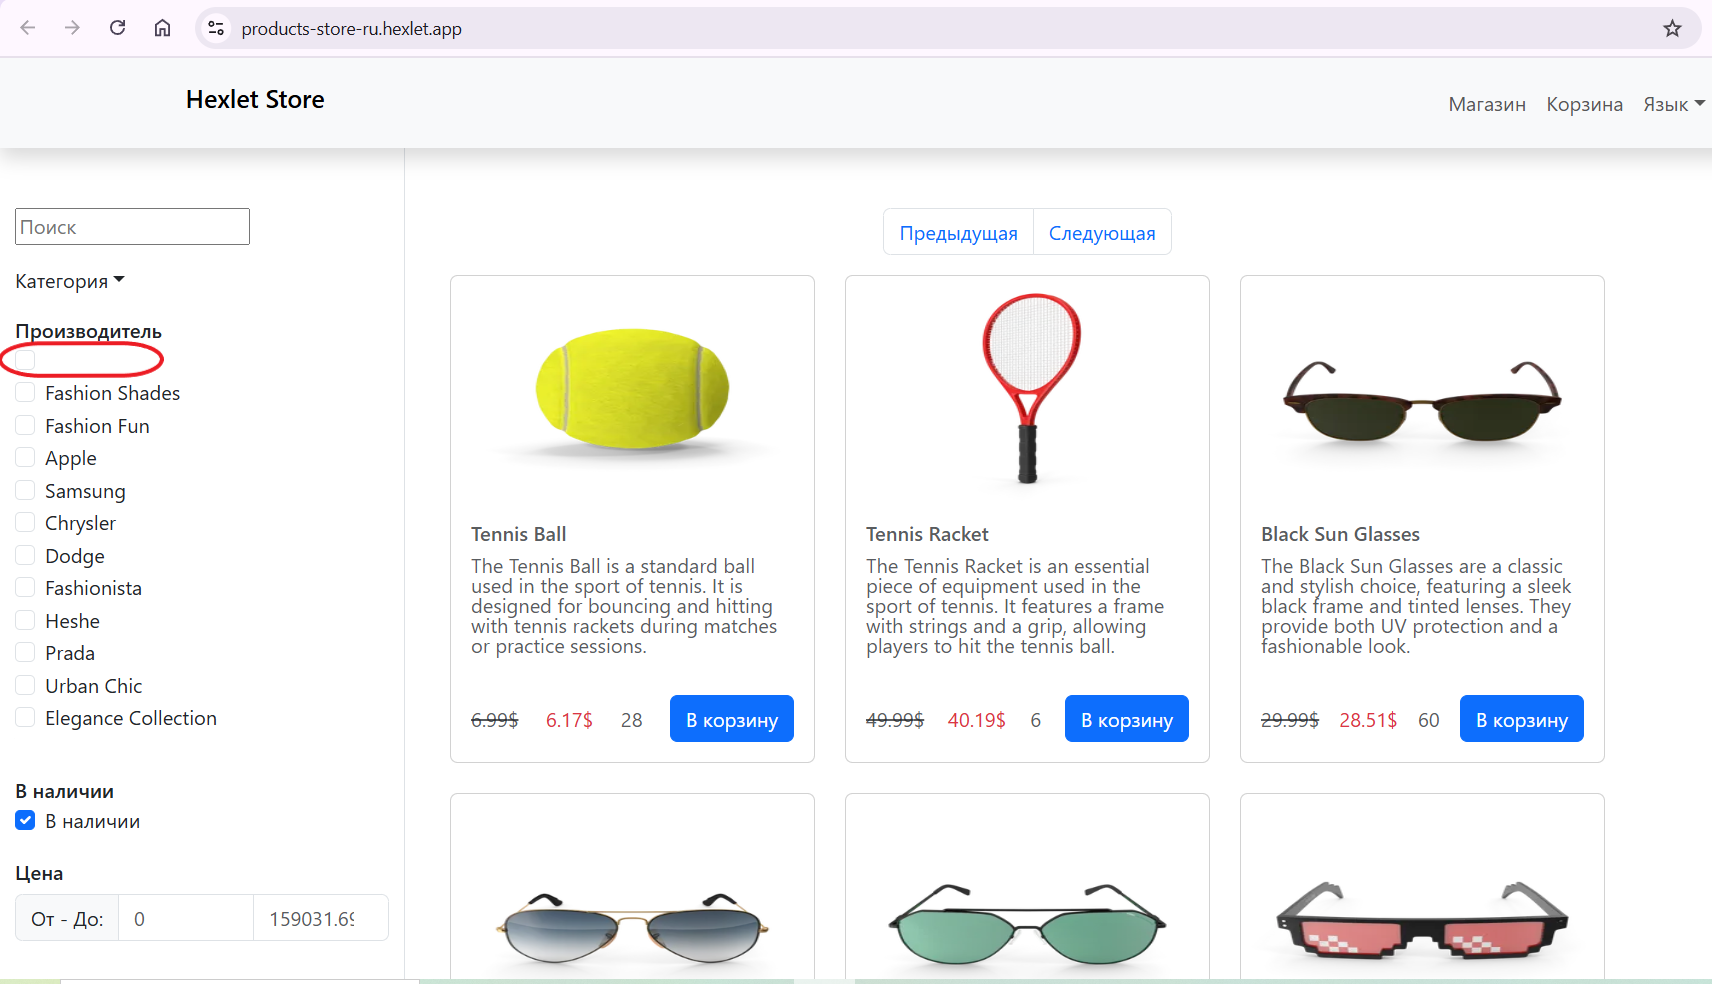 products-store-ru.hexlet.app
Hexlet Store
Магазин Корзина Язык
Поиск
Категория
Производитель
Fashion Shades
Fashion Fun
Apple
Samsung
Chrysler
Dodge
Fashionista
Heshe
Prada
Urban Chic
Elegance Collection
В наличии
В наличии
Цена
От - До: 0 159031.69
Предыдущая Следующая
Tennis Ball
The Tennis Ball is a standard ball
used in the sport of tennis. It is
designed for bouncing and hitting
with tennis rackets during matches
or practice sessions.
6.99$ 6.17$ 28 В корзину
Tennis Racket
The Tennis Racket is an essential
piece of equipment used in the
sport of tennis. It features a frame
with strings and a grip, allowing
players to hit the tennis ball.
49.99$ 40.19$ 6 В корзину
Black Sun Glasses
The Black Sun Glasses are a classic
and stylish choice, featuring a sleek
black frame and tinted lenses. They
provide both UV protection and a
fashionable look.
29.99$ 28.51$ 60 В корзину